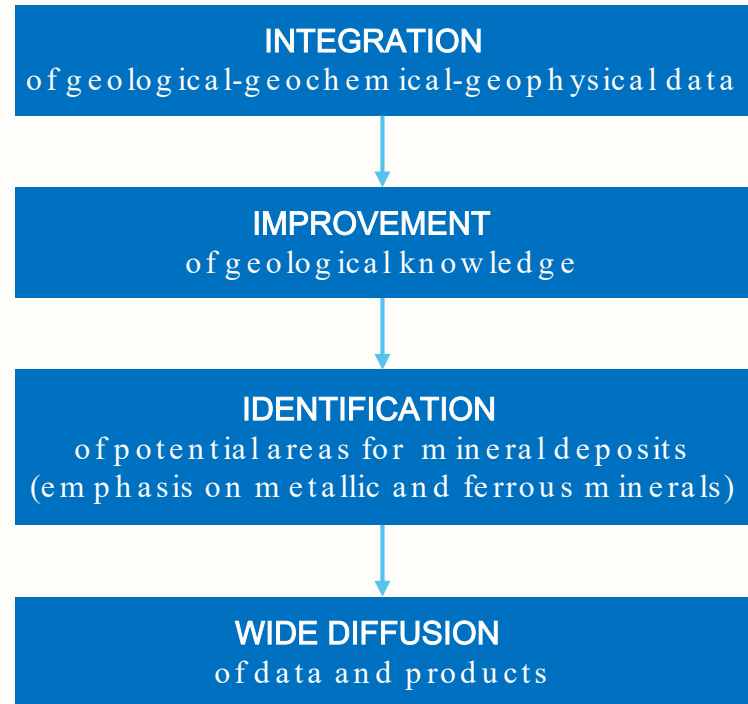 INTEGRATION
of geological-geochemical-geophysical data
IMPROVEMENT
of geological knowledge
IDENTIFICATION
of potential areas for mineral deposits
(emphasis on metallic and ferrous minerals)
WIDE DIFFUSION
of data and products